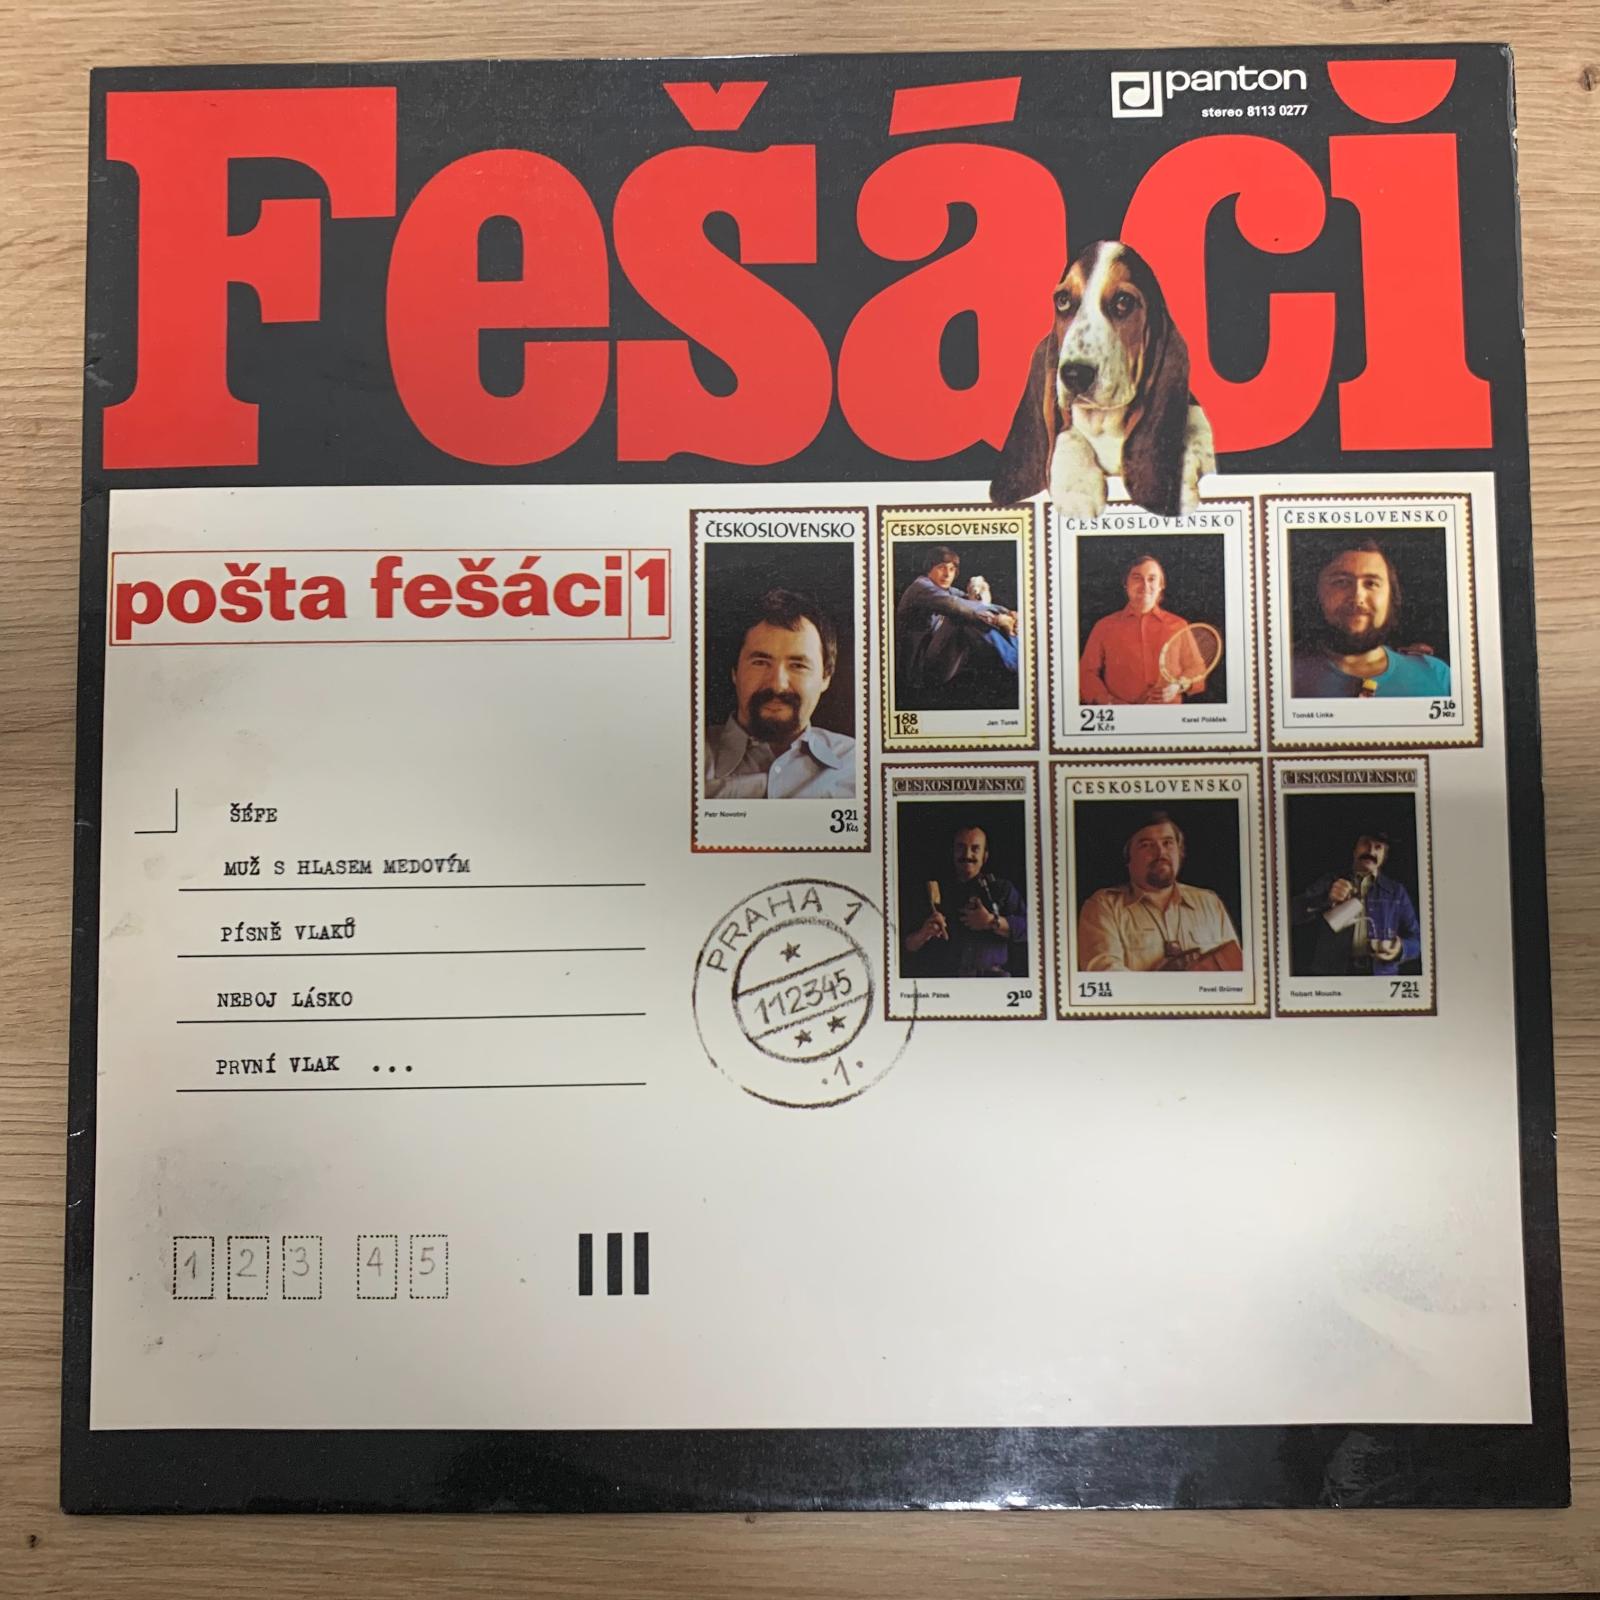 Fešáci
panton
stereo 8113 0277
pošta fešáci 1
ČESKOSLOVENSKO
Petr Novotný
3 21 Kčs
ČESKOSLOVENSKO
1 88 Kčs
Jan Turek
ČESKOSLOVENSKO
2 42 Kčs
Karel Poláček
ČESKOSLOVENSKO
Tomáš Linka
5 16 Kčs
ČESKOSLOVENSKO
František Pátek
2 10
ČESKOSLOVENSKO
15 11 Kčs
Pavel Brümer
ČESKOSLOVENSKO
Robert Moucha
7 21 Kčs
ŠÉFE
MUŽ S HLASEM MEDOVÝM
PÍSNĚ VLAKŮ
NEBOJ LÁSKO
PRVNÍ VLAK ...
PRAHA 1
112345
.1.
1 2 3 4 5